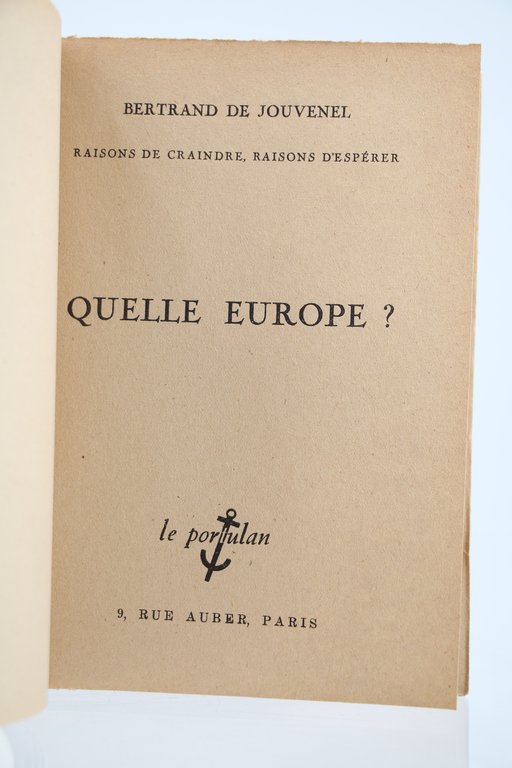 BERTRAND DE JOUVENEL
RAISONS DE CRAINDRE, RAISONS D'ESPÉRER
QUELLE EUROPE ?
le portulan
9, RUE AUBER, PARIS